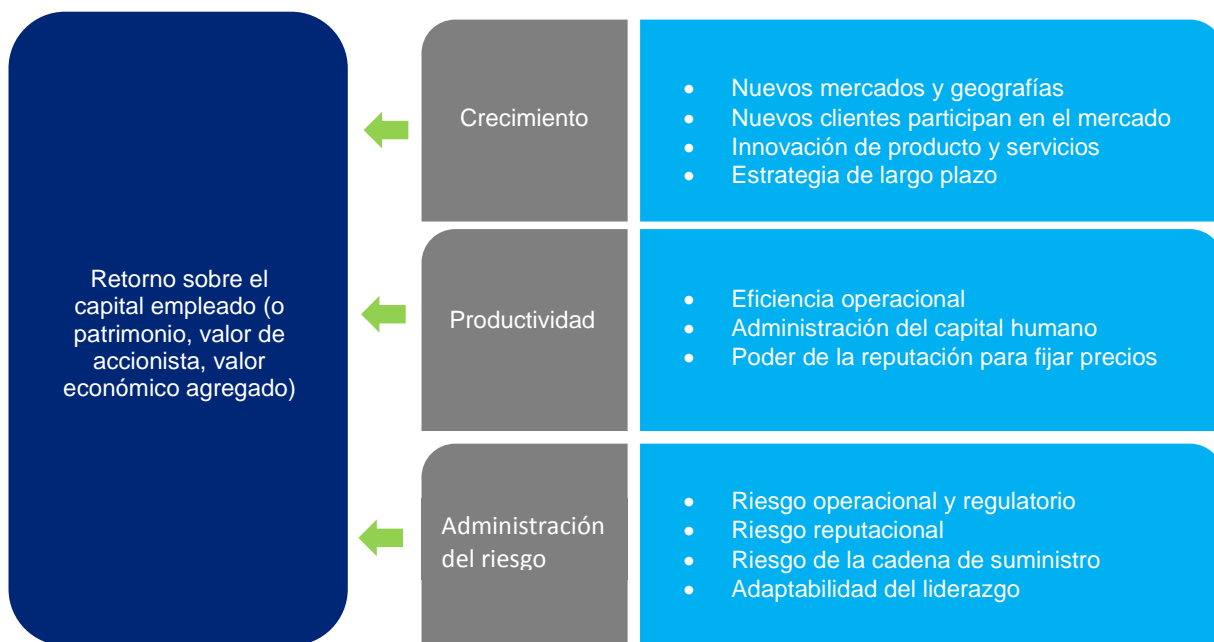 Retorno sobre el
capital empleado (o
patrimonio, valor de
accionista, valor
económico agregado)
Crecimiento
• Nuevos mercados y geografías
• Nuevos clientes participan en el mercado
• Innovación de producto y servicios
• Estrategia de largo plazo
Productividad
• Eficiencia operacional
• Administración del capital humano
• Poder de la reputación para fijar precios
Administración
del riesgo
• Riesgo operacional y regulatorio
• Riesgo reputacional
• Riesgo de la cadena de suministro
• Adaptabilidad del liderazgo